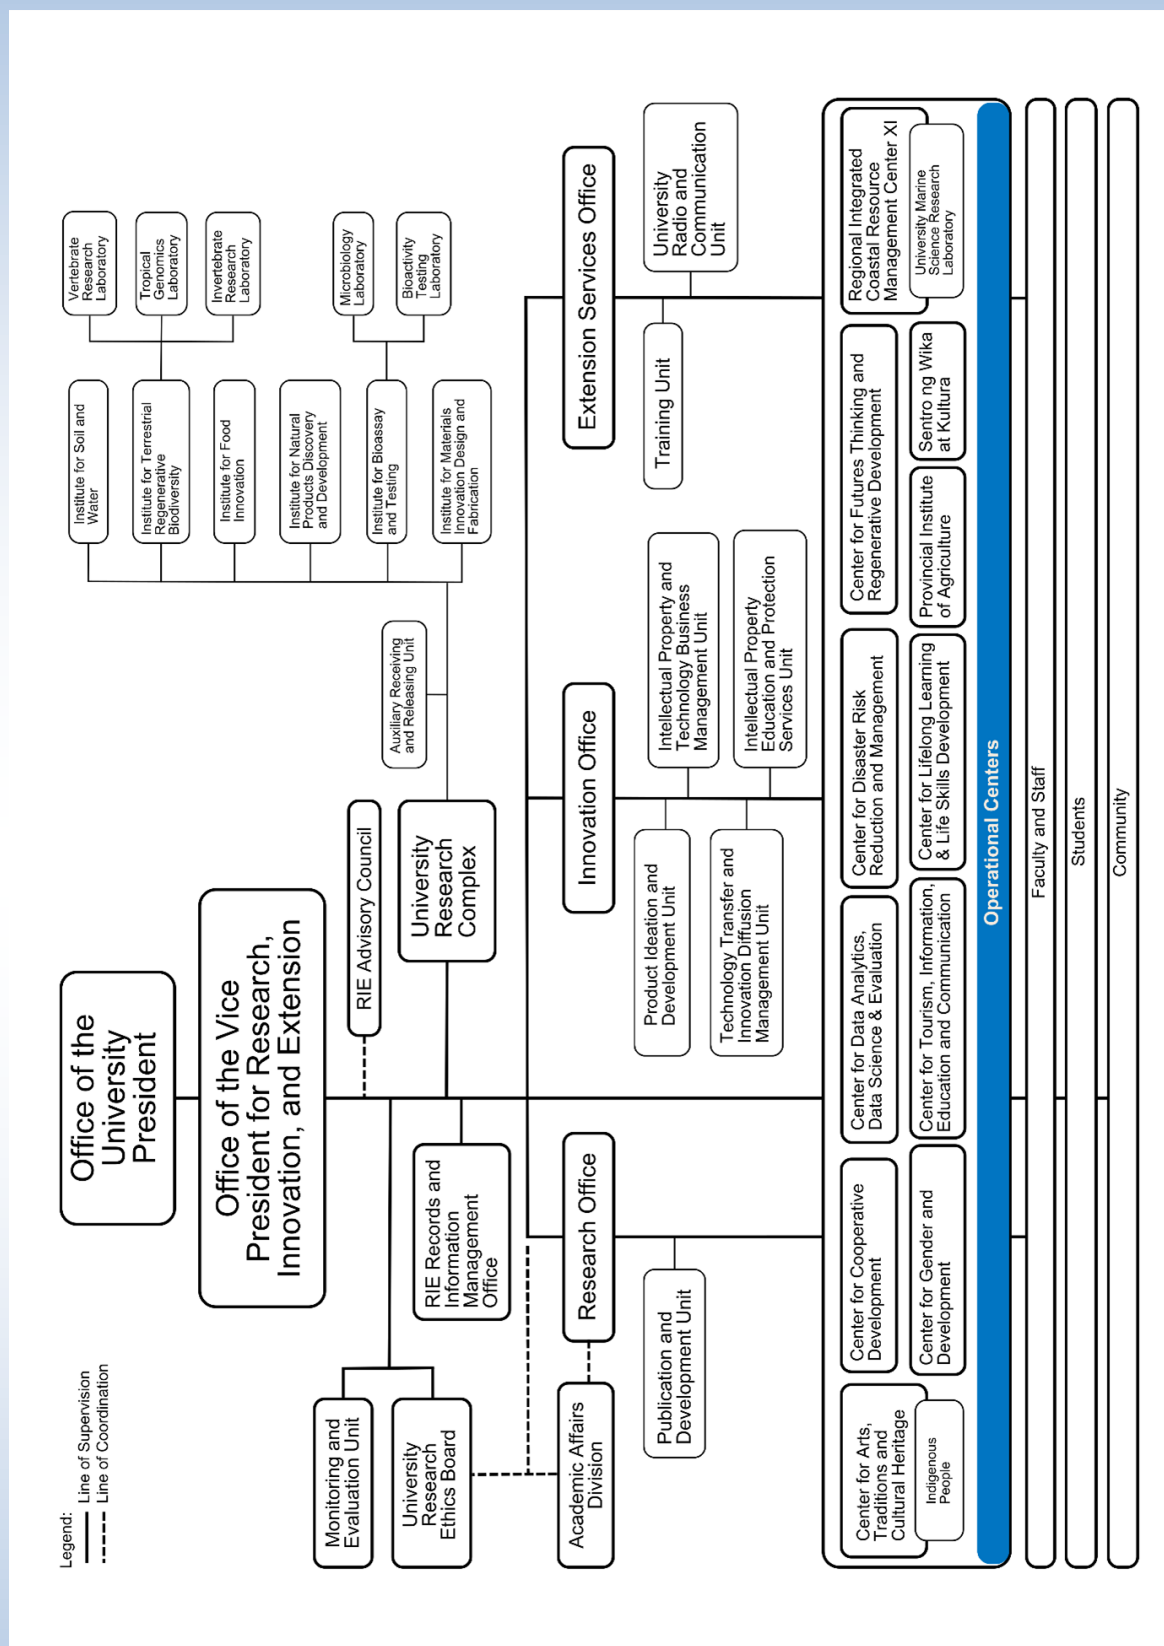 Office of the
University
President
Office of the Vice
President for Research,
Innovation, and Extension
Legend:
Line of Supervision
Line of Coordination
RIE Advisory Council
Monitoring and
Evaluation Unit
University
Research
Ethics Board
RIE Records and
Information
Management
Office
University
Research
Complex
Auxiliary Receiving
and Releasing Unit
Institute for Soil and
Water
Institute for Terrestrial
Regenerative
Biodiversity
Institute for Food
Innovation
Institute for Natural
Products Discovery
and Development
Institute for Bioassay
and Testing
Institute for Materials
Innovation Design and
Fabrication
Vertebrate
Research
Laboratory
Tropical
Genomics
Laboratory
Invertebrate
Research
Laboratory
Microbiology
Laboratory
Bioactivity
Testing
Laboratory
Academic Affairs
Division
Research Office
Innovation Office
Extension Services Office
Publication and
Development Unit
Product Ideation and
Development Unit
Technology Transfer and
Innovation Diffusion
Management Unit
Intellectual Property and
Technology Business
Management Unit
Intellectual Property
Education and Protection
Services Unit
Training Unit
University
Radio and
Communication
Unit
Center for Arts,
Traditions and
Cultural Heritage
Indigenous
People
Center for Cooperative
Development
Center for Gender and
Development
Center for Data Analytics,
Data Science & Evaluation
Center for Tourism, Information,
Education and Communication
Center for Disaster Risk
Reduction and Management
Center for Lifelong Learning
& Life Skills Development
Center for Futures Thinking and
Regenerative Development
Provincial Institute
of Agriculture
Sentro ng Wika
at Kultura
Regional Integrated
Coastal Resource
Management Center XI
University Marine
Science Research
Laboratory
Operational Centers
Faculty and Staff
Students
Community